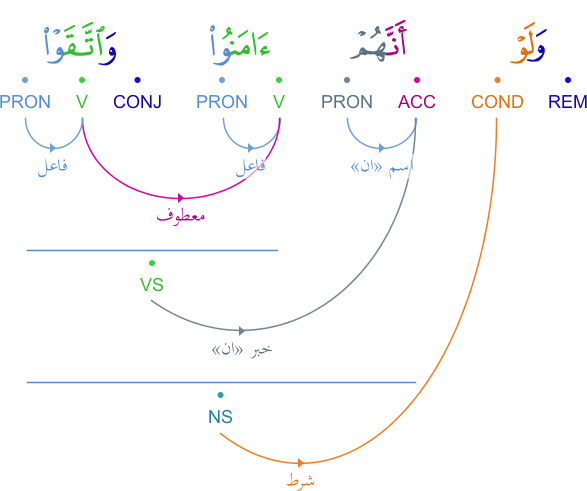 وَلَوْ أَنَّهُمْ ءَامَنُوا۟ وَٱتَّقَوْا۟
REM COND ACC PRON V PRON CONJ V PRON
اسم «ان» فاعل فاعل
معطوف
VS
خبر «ان»
NS
شرط